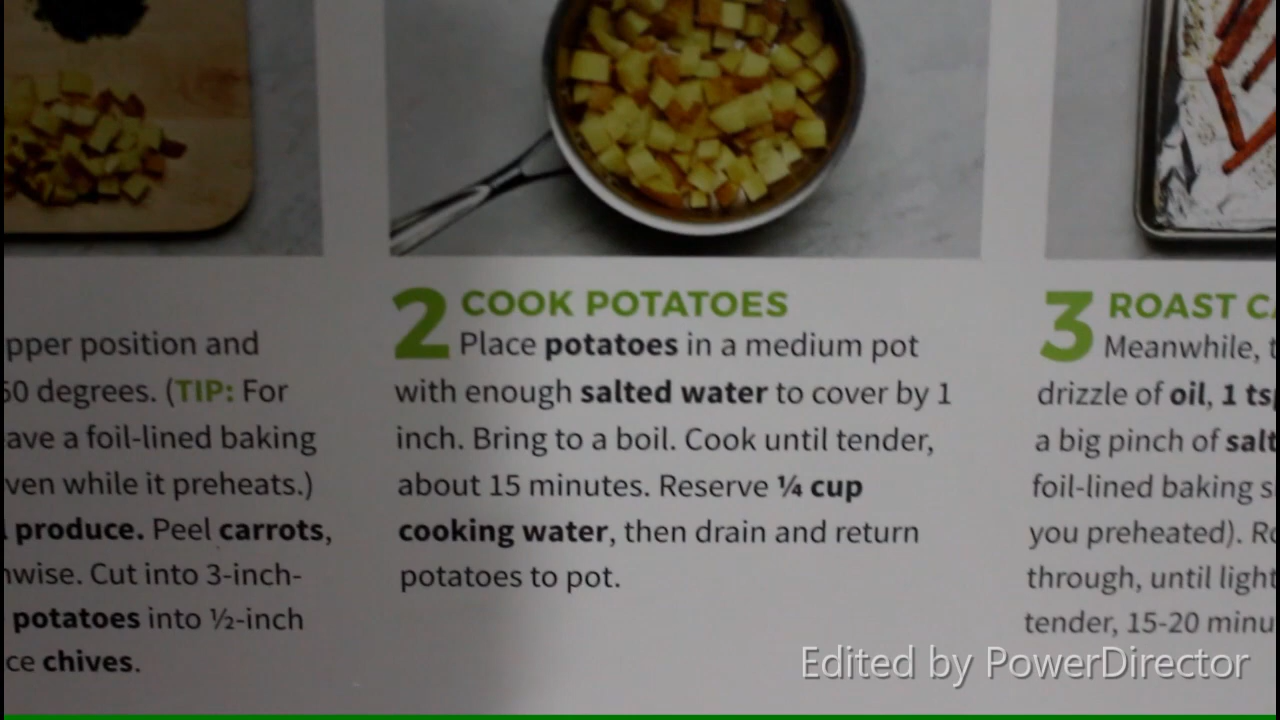 pper position and
50 degrees. (TIP: For
ave a foil-lined baking
ven while it preheats.)
produce. Peel carrots,
wise. Cut into 3-inch-
potatoes into ½-inch
ce chives.
2 COOK POTATOES
Place potatoes in a medium pot
with enough salted water to cover by 1
inch. Bring to a boil. Cook until tender,
about 15 minutes. Reserve ¼ cup
cooking water, then drain and return
potatoes to pot.
3 ROAST CA
Meanwhile, t
drizzle of oil, 1 tsp
a big pinch of salt
foil-lined baking s
you preheated). Ro
through, until light
tender, 15-20 minu
Edited by PowerDirector